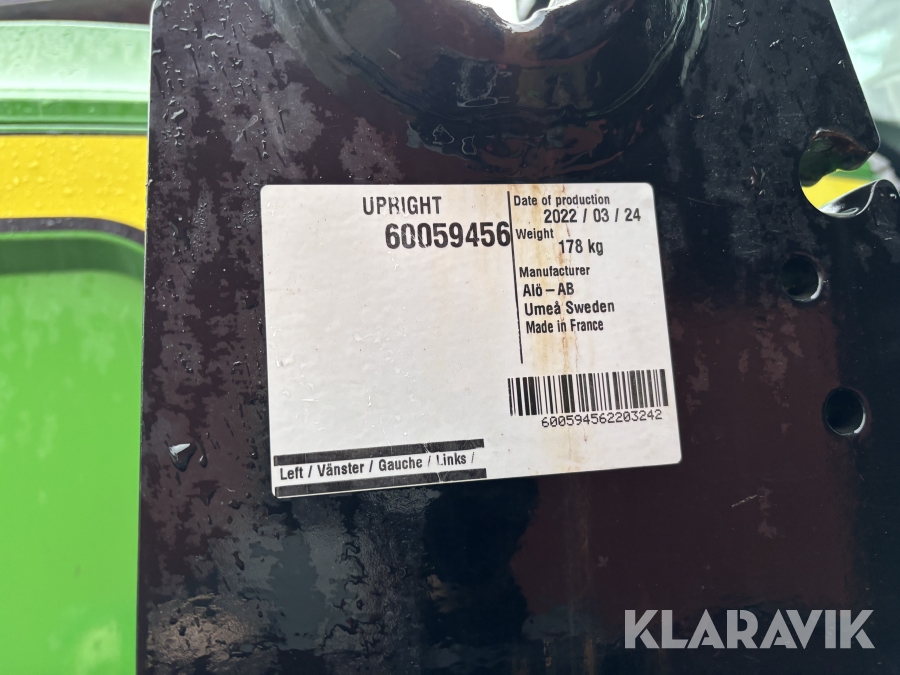 UPRIGHT
60059456
Date of production
2022 / 03 / 24
Weight
178 kg
Manufacturer
Alö – AB
Umeå Sweden
Made in France
600594562203242
Left / Vänster / Gauche / Links /
KLARAVIK